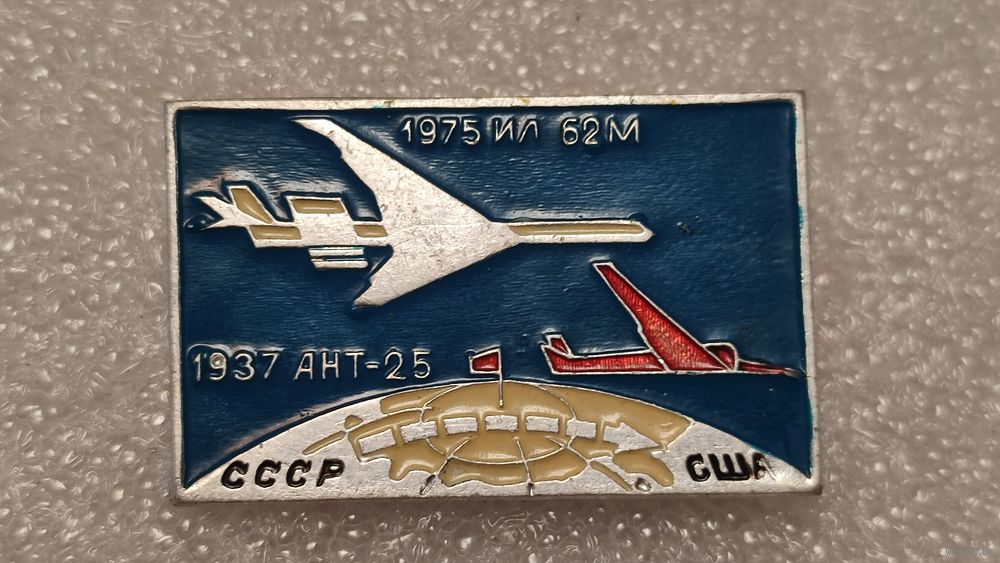 1975 ИЛ 62М
1937 АНТ-25
СССР США